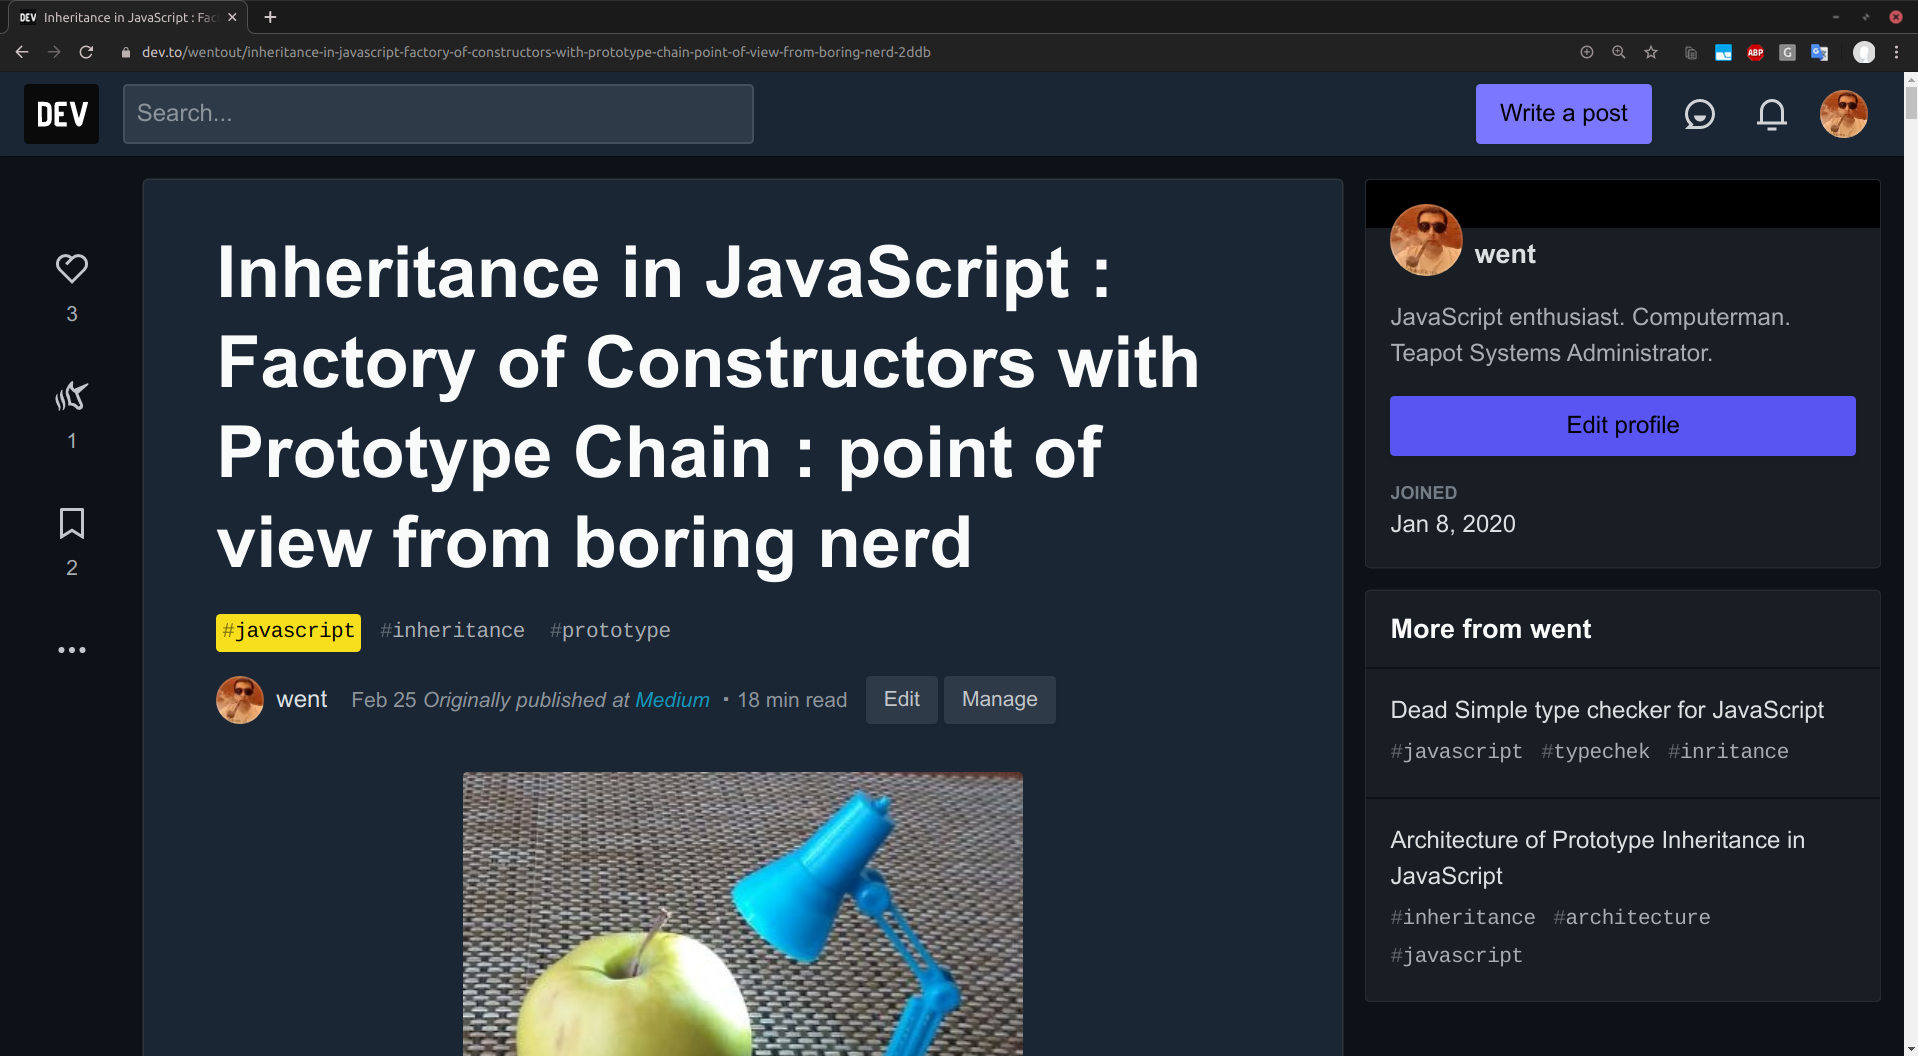 DEV Inheritance in JavaScript : Fac
dev.to/wentout/inheritance-in-javascript-factory-of-constructors-with-prototype-chain-point-of-view-from-boring-nerd-2ddb
ABP
G
DEV
Search...
Write a post
3
1
2
Inheritance in JavaScript :
Factory of Constructors with
Prototype Chain : point of
view from boring nerd
#javascript #inheritance #prototype
went Feb 25 Originally published at Medium ・18 min read Edit Manage
went
JavaScript enthusiast. Computerman.
Teapot Systems Administrator.
Edit profile
JOINED
Jan 8, 2020
More from went
Dead Simple type checker for JavaScript
#javascript #typechek #inritance
Architecture of Prototype Inheritance in
JavaScript
#inheritance #architecture
#javascript